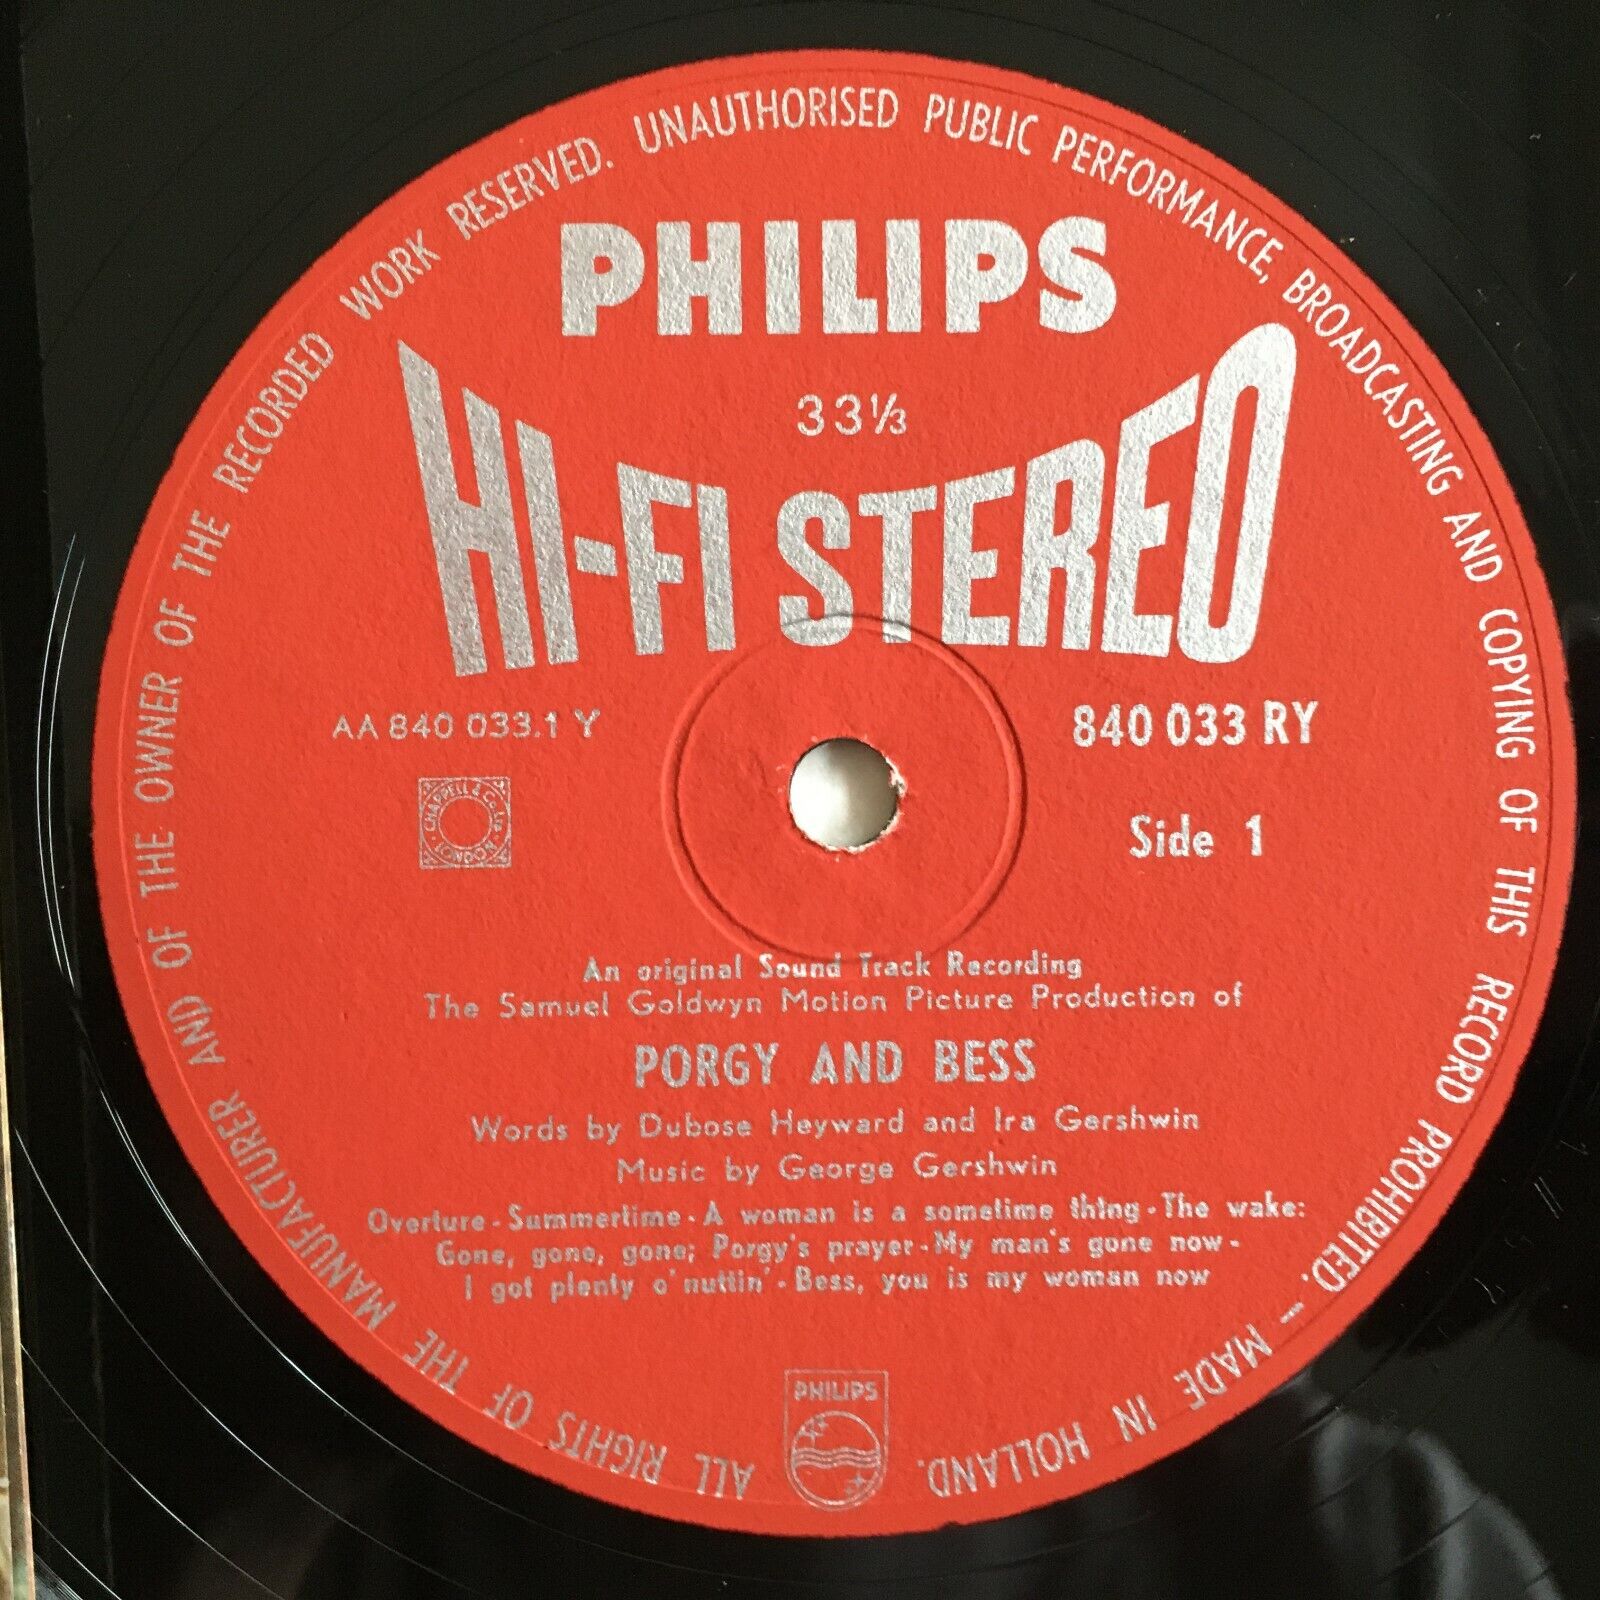 ALL RIGHTS OF THE MANUFACTURER AND OF THE OWNER OF THE RECORDED WORK RESERVED. UNAUTHORISED PUBLIC PERFORMANCE, BROADCASTING AND COPYING OF THIS RECORD PROHIBITED. – MADE IN HOLLAND.
PHILIPS
33⅓
HI-FI STEREO
AA 840 033.1 Y
840 033 RY
CHAPPELL & Co. LTD. LONDON
Side 1
An original Sound Track Recording
The Samuel Goldwyn Motion Picture Production of
PORGY AND BESS
Words by Dubose Heyward and Ira Gershwin
Music by George Gershwin
Overture - Summertime - A woman is a sometime thing - The wake:
Gone, gone, gone; Porgy's prayer - My man's gone now -
I got plenty o' nuttin' - Bess, you is my woman now
PHILIPS